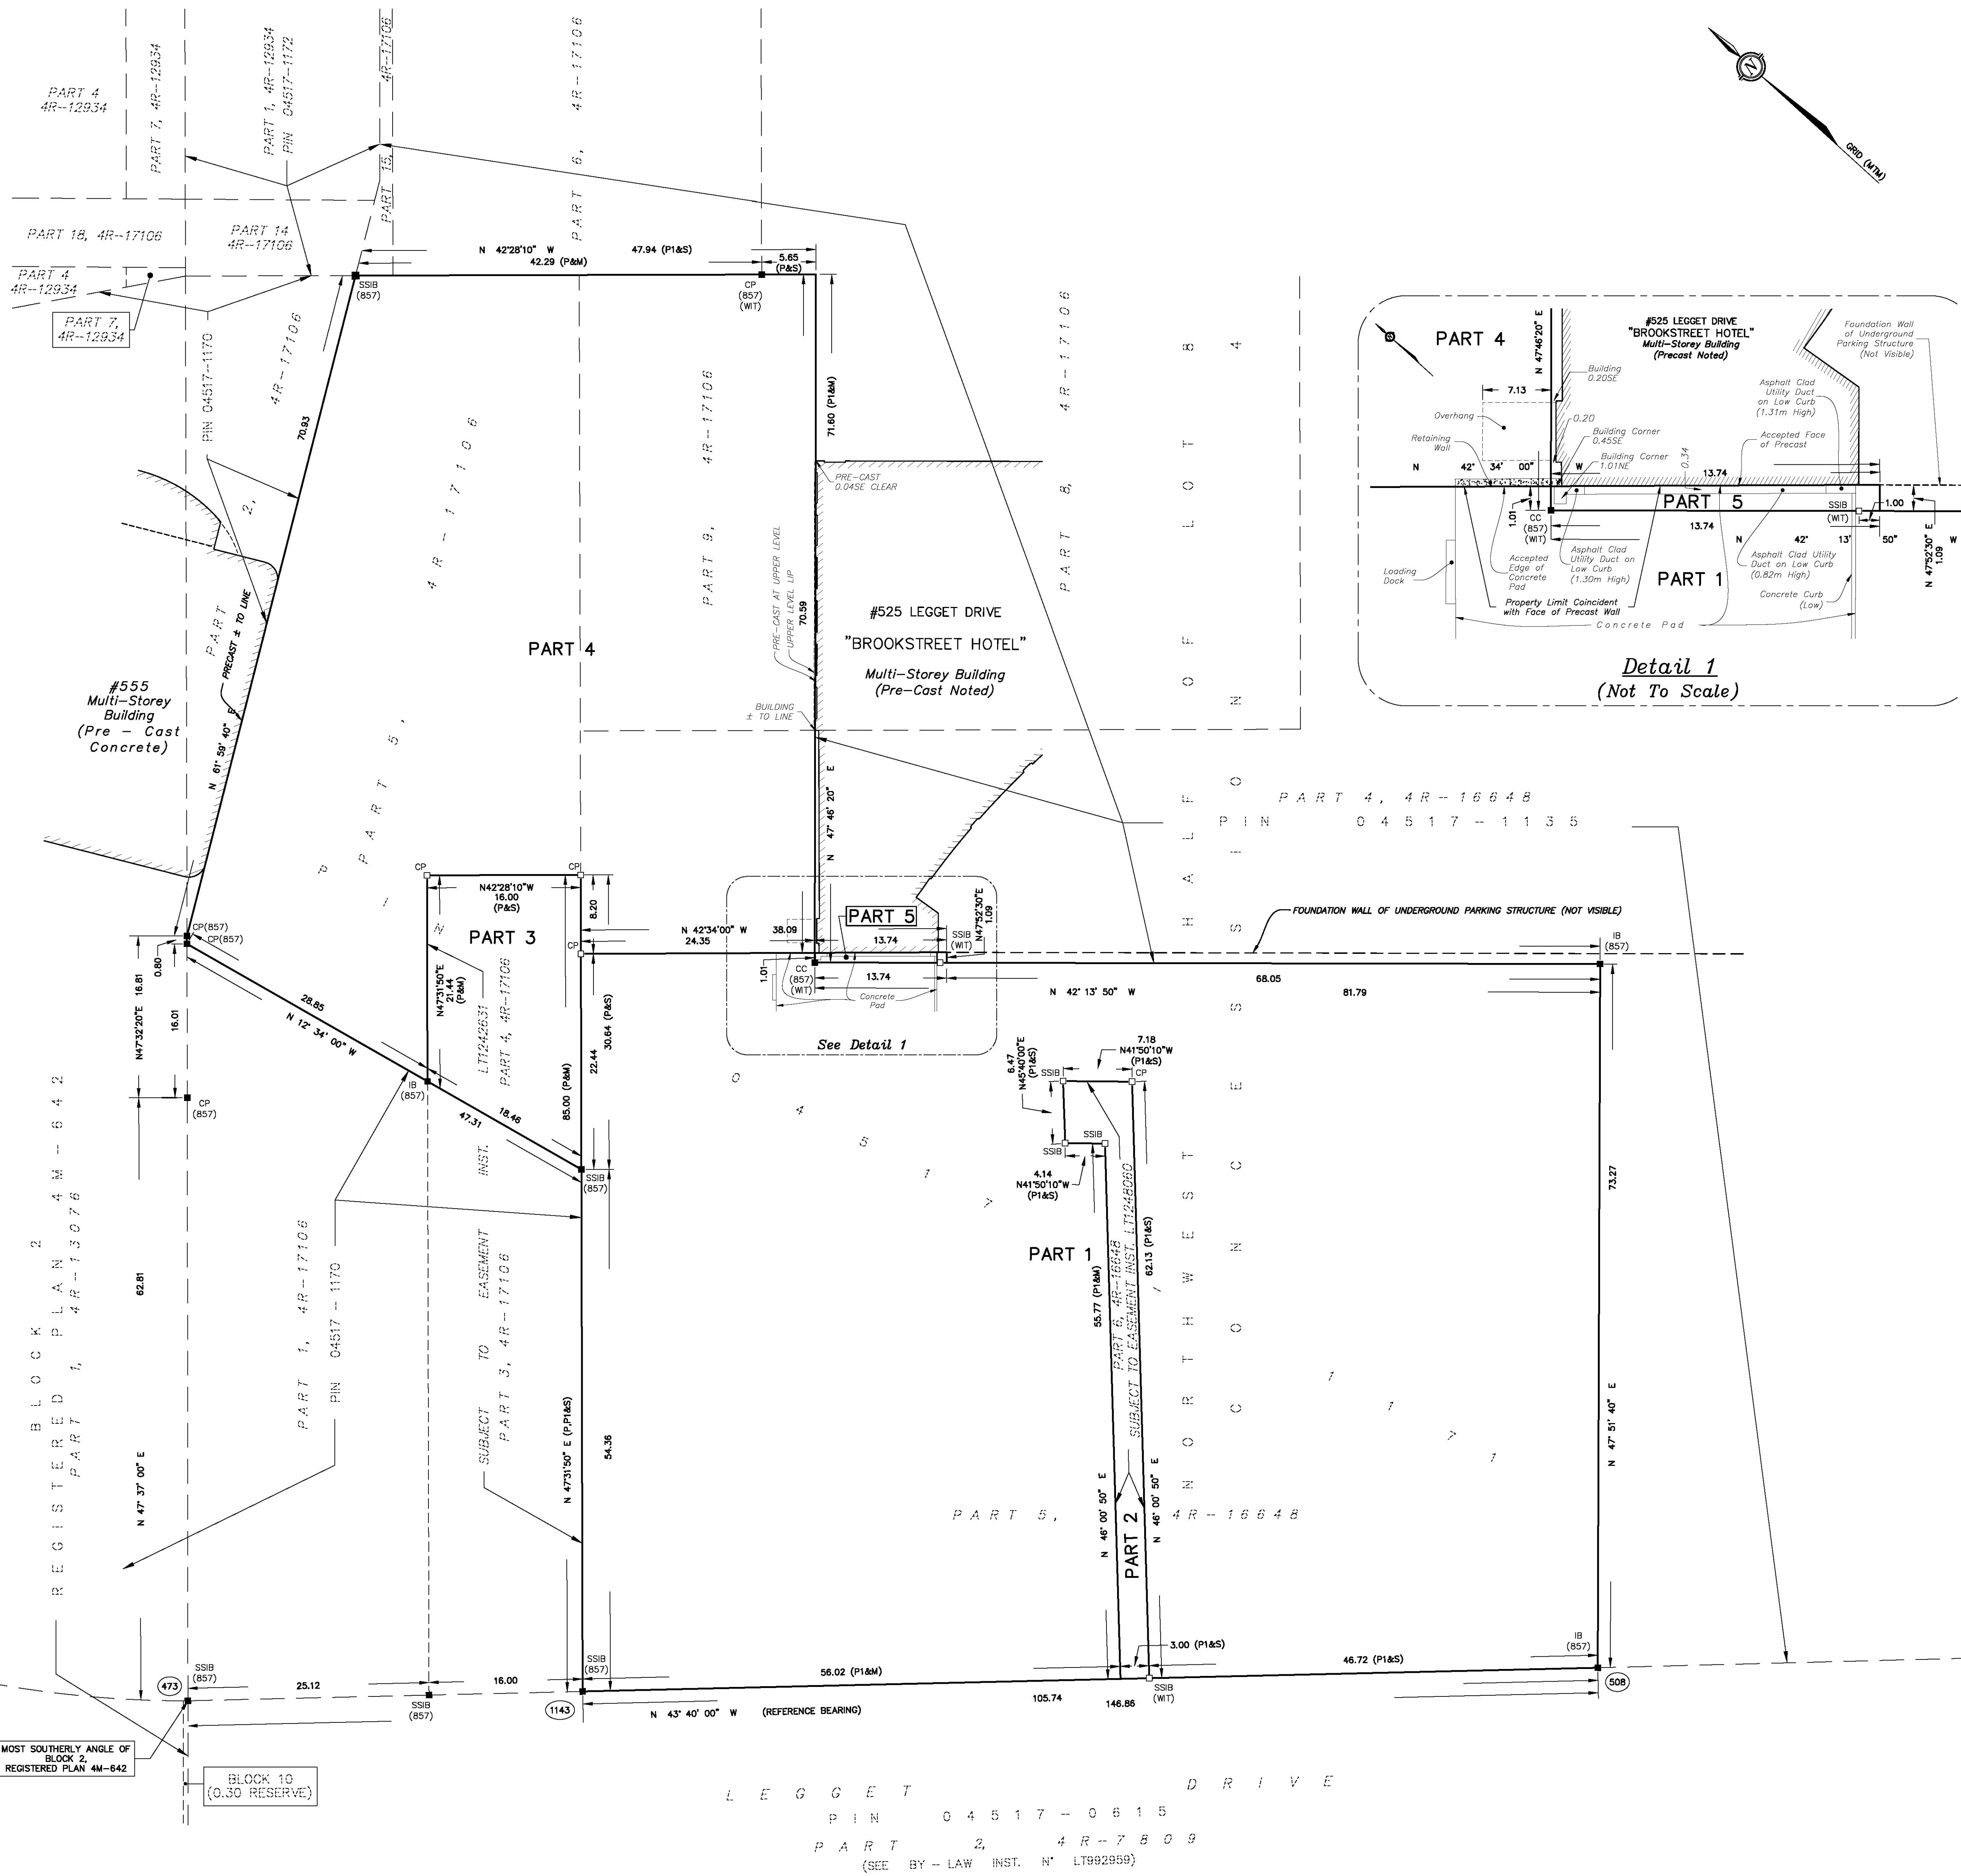 PART 4
4R-12934
PART 7, 4R-12934
PART 1, 4R-12934
PIN 04517-1172
PART 15, 4R-17106
PART 6, 4R-17106
GRID (MTM)
N
PART 18, 4R-17106
PART 14
4R-17106
PART 4
4R-12934
PART 7,
4R-12934
N 42°28'10" W 47.94 (P1&S)
42.29 (P&M)
5.65
(P&S)
SSIB
(857)
CP
(857)
(WIT)
PIN 04517-1170
PART 2, 4R-17106
70.93
N 61° 59' 40" E
PRECAST ± TO LINE
#555
Multi-Storey
Building
(Pre - Cast
Concrete)
PART 5, 4R-17106
PART 9, 4R-17106
71.60 (P1&M)
PART 8, 4R-17106
PRE-CAST
0.04SE CLEAR
PRE-CAST AT UPPER LEVEL
UPPER LEVEL LIP
70.59
PART 4
#525 LEGGET DRIVE
"BROOKSTREET HOTEL"
Multi-Storey Building
(Pre-Cast Noted)
BUILDING
± TO LINE
N 47° 46' 20" E
NORTHWEST HALF OF LOT 8
CONCESSION 4
PART 4, 4R-16648
PIN 04517-1135
PART 4
#525 LEGGET DRIVE
"BROOKSTREET HOTEL"
Multi-Storey Building
(Precast Noted)
N 47°46'20" E
Foundation Wall
of Underground
Parking Structure
(Not Visible)
Building
0.20SE
7.13
Overhang
0.20
Retaining
Wall
Building Corner
0.45SE
Building Corner
1.01NE
0.34
Asphalt Clad
Utility Duct
on Low Curb
(1.31m High)
Accepted Face
of Precast
N 42° 34' 00" W
13.74
PART 5
SSIB
(WIT)
1.00
1.01
CC
(857)
(WIT)
13.74
N 42° 13' 50" W
N 47°52'30" E
1.09
Loading
Dock
Accepted
Edge of
Concrete
Pad
Asphalt Clad
Utility Duct on
Low Curb
(1.30m High)
PART 1
Asphalt Clad Utility
Duct on Low Curb
(0.82m High)
Concrete Curb
(Low)
Property Limit Coincident
with Face of Precast Wall
Concrete Pad
Detail 1
(Not To Scale)
CP
CP
N42°28'10"W
16.00
(P&S)
PART 3
8.20
CP
N 42°34'00" W 38.09
24.35
PART 5
13.74
SSIB
(WIT)
N47°52'30"E
1.09
1.01
CC
(857)
(WIT)
13.74
Concrete
Pad
See Detail 1
FOUNDATION WALL OF UNDERGROUND PARKING STRUCTURE (NOT VISIBLE)
IB
(857)
N 42° 13' 50" W
68.05
81.79
CP(857)
CP(857)
0.80
N47°32'20"E 16.81
16.01
28.85
N 12° 34' 00" W
N47°31'50"E
21.44
(P&M)
LT1242631
PART 4, 4R-17106
CP
(857)
IB
(857)
18.46
47.31
85.00 (P&M)
22.44
30.64 (P&S)
SSIB
(857)
PIN 04517-1171
6.47
N45°40'00"E
(P1&S)
7.18
N41°50'10"W
(P1&S)
SSIB
CP
SSIB
SSIB
4.14
N41°50'10"W
(P1&S)
PART 1
55.77 (P1&M)
PART 6, 4R-16648
SUBJECT TO EASEMENT INST. LT1248060
62.13 (P1&S)
N 46° 00' 50" E
N 46° 00' 50" E
PART 2
73.27
N 47° 51' 40" E
BLOCK 2
REGISTERED PLAN 4M-642
PART 1, 4R-13076
62.81
N 47° 37' 00" E
PART 1, 4R-17106
PIN 04517-1170
SUBJECT TO EASEMENT INST.
PART 3, 4R-17106
N 47°31'50" E (P,P1&S)
54.36
PART 5, 4R-16648
SSIB
(857)
473
25.12
SSIB
(857)
16.00
SSIB
(857)
1143
56.02 (P1&M)
3.00 (P1&S)
46.72 (P1&S)
IB
(857)
508
SSIB
(WIT)
N 43° 40' 00" W (REFERENCE BEARING)
105.74
146.86
MOST SOUTHERLY ANGLE OF
BLOCK 2,
REGISTERED PLAN 4M-642
BLOCK 10
(0.30 RESERVE)
LEGGET DRIVE
PIN 04517-0615
PART 2, 4R-7809
(SEE BY-LAW INST. N° LT992959)